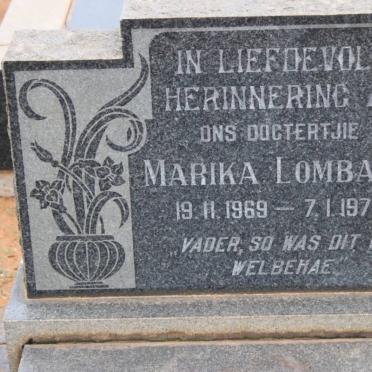 IN LIEFDEVOL
HERINNERING
ONS DOGTERTJIE
MARIKA LOMBA
19.11.1969 — 7.1.197
"VADER, SO WAS DIT
WELBEHAE"